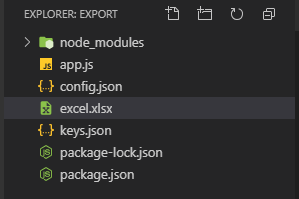 EXPLORER: EXPORT
node_modules
app.js
config.json
excel.xlsx
keys.json
package-lock.json
package.json